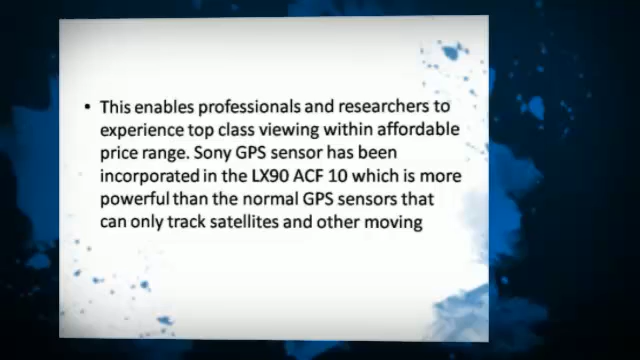 • This enables professionals and researchers to
experience top class viewing within affordable
price range. Sony GPS sensor has been
incorporated in the LX90 ACF 10 which is more
powerful than the normal GPS sensors that
can only track satellites and other moving